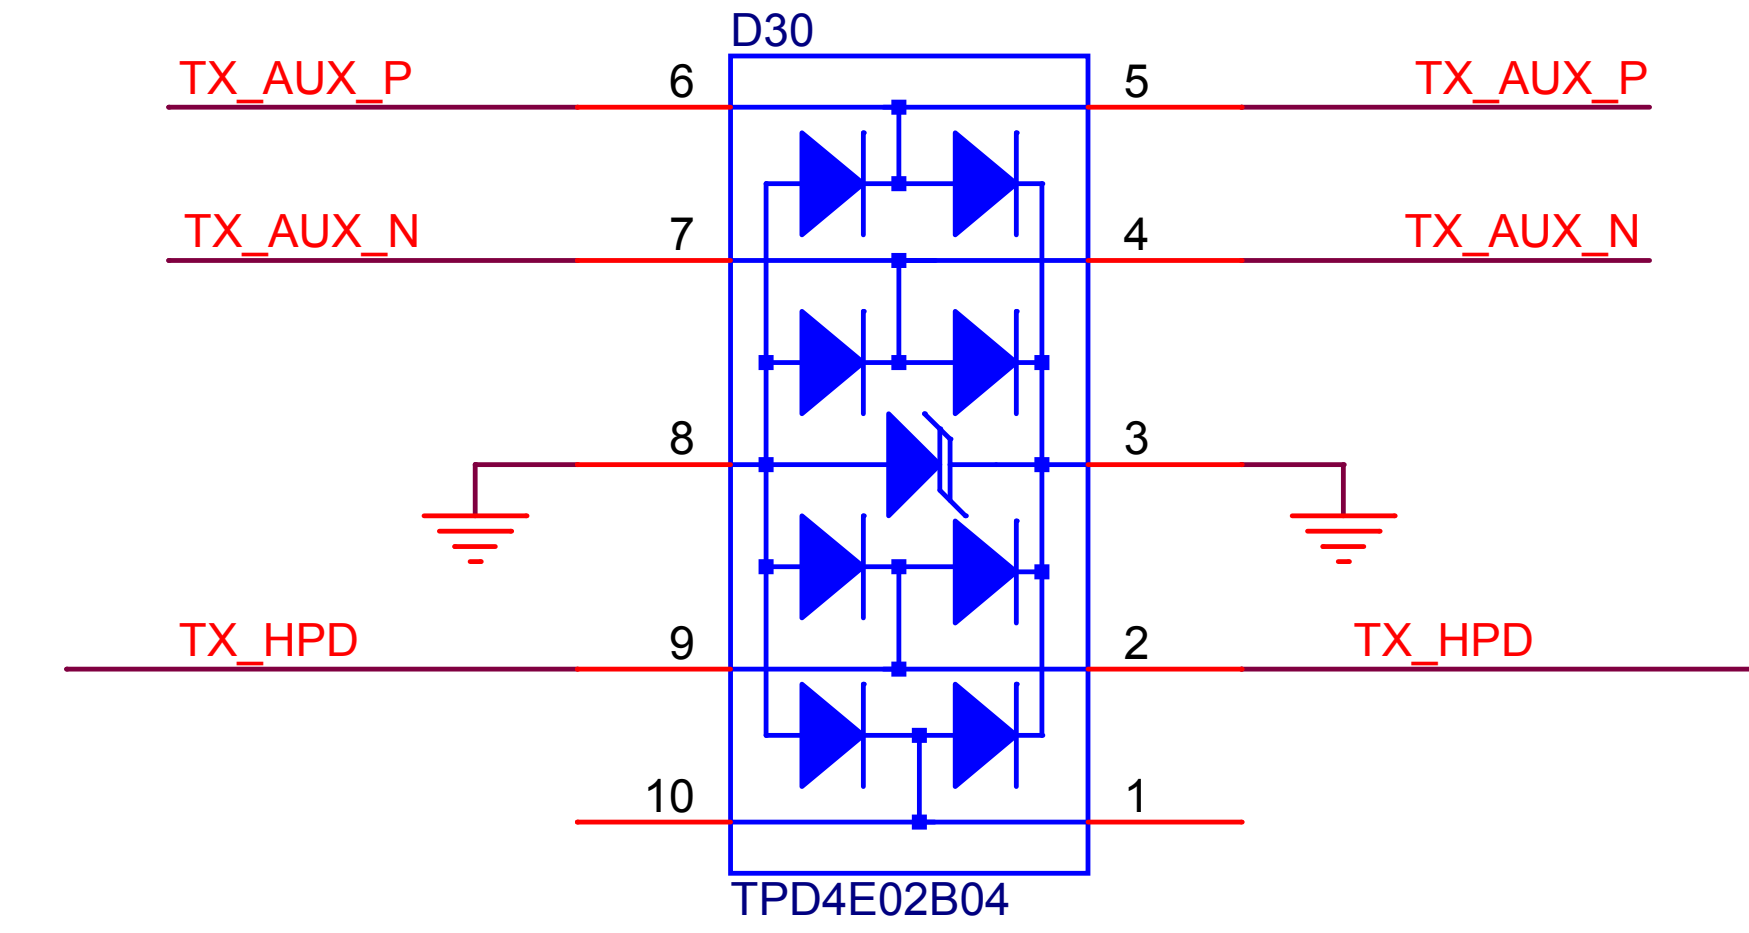 D30
TX_AUX_P 6 5 TX_AUX_P
TX_AUX_N 7 4 TX_AUX_N
8 3
TX_HPD 9 2 TX_HPD
10 1
TPD4E02B04